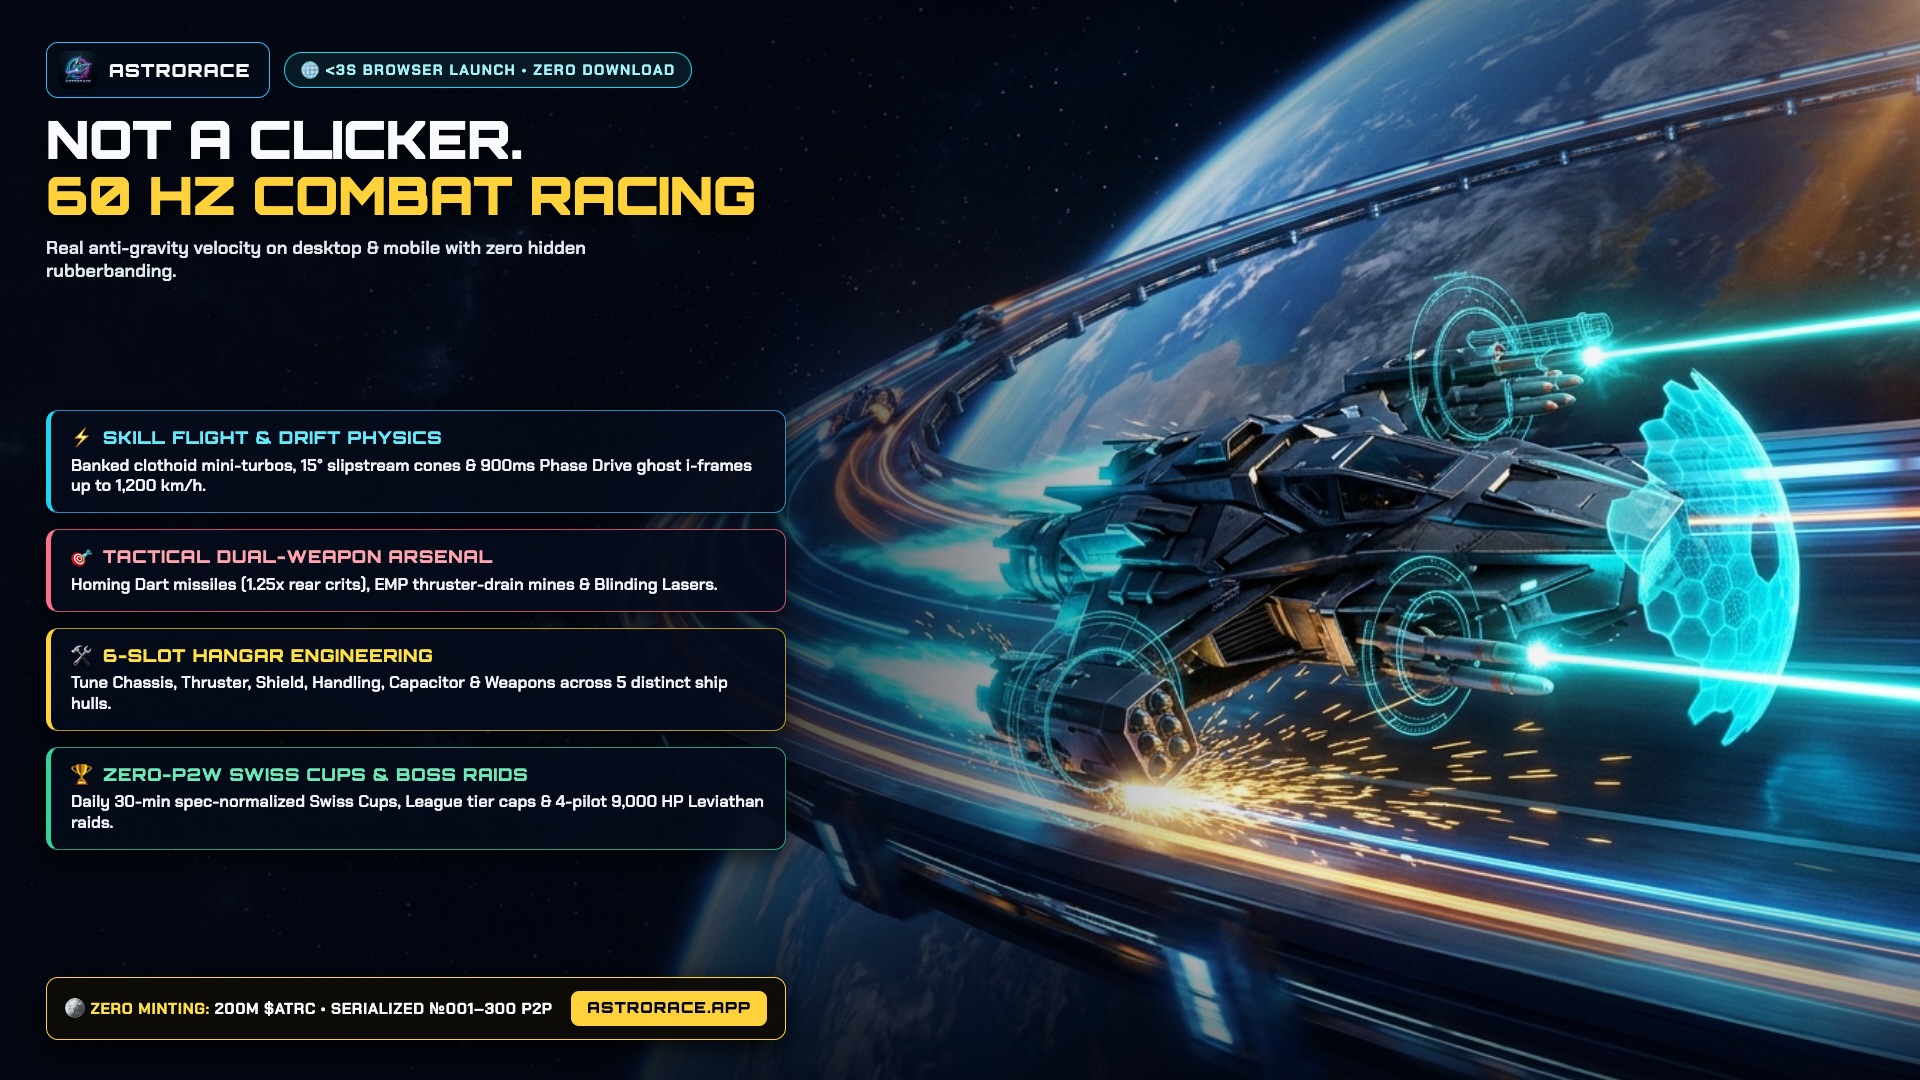 ASTRORACE
<3S BROWSER LAUNCH • ZERO DOWNLOAD
NOT A CLICKER.
60 HZ COMBAT RACING
Real anti-gravity velocity on desktop & mobile with zero hidden
rubberbanding.
SKILL FLIGHT & DRIFT PHYSICS
Banked clothoid mini-turbos, 15° slipstream cones & 900ms Phase Drive ghost i-frames
up to 1,200 km/h.
TACTICAL DUAL-WEAPON ARSENAL
Homing Dart missiles (1.25x rear crits), EMP thruster-drain mines & Blinding Lasers.
6-SLOT HANGAR ENGINEERING
Tune Chassis, Thruster, Shield, Handling, Capacitor & Weapons across 5 distinct ship
hulls.
ZERO-P2W SWISS CUPS & BOSS RAIDS
Daily 30-min spec-normalized Swiss Cups, League tier caps & 4-pilot 9,000 HP Leviathan
raids.
ZERO MINTING: 200M $ATRC • SERIALIZED №001–300 P2P
ASTRORACE.APP